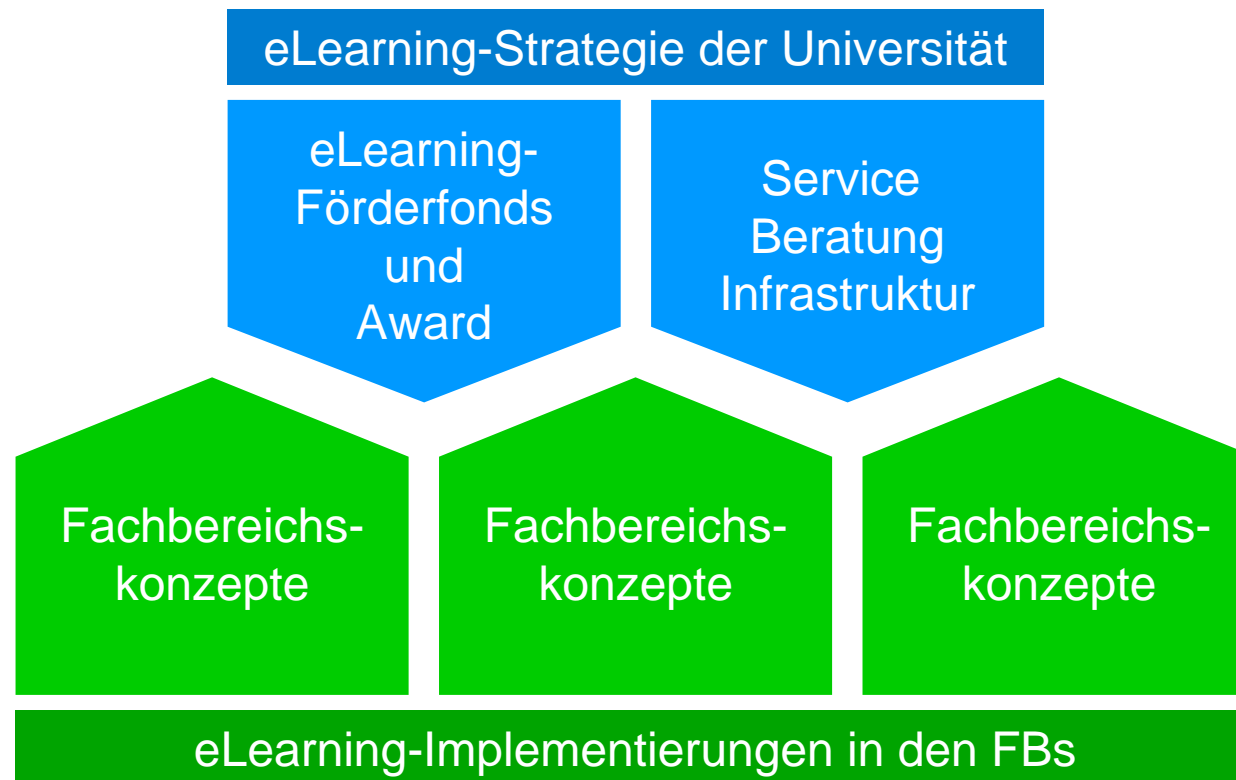 eLearning-Strategie der Universität
eLearning-
Förderfonds
und
Award
Service
Beratung
Infrastruktur
Fachbereichs-
konzepte
Fachbereichs-
konzepte
Fachbereichs-
konzepte
eLearning-Implementierungen in den FBs